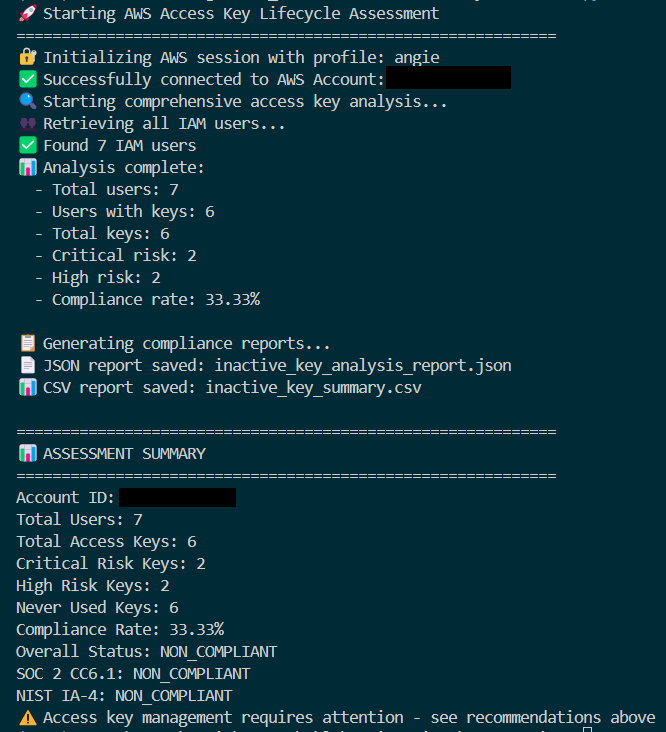 🚀 Starting AWS Access Key Lifecycle Assessment
============================================================
🔐 Initializing AWS session with profile: angie
✅ Successfully connected to AWS Account:
🔍 Starting comprehensive access key analysis...
👥 Retrieving all IAM users...
✅ Found 7 IAM users
📊 Analysis complete:
- Total users: 7
- Users with keys: 6
- Total keys: 6
- Critical risk: 2
- High risk: 2
- Compliance rate: 33.33%
📋 Generating compliance reports...
📄 JSON report saved: inactive_key_analysis_report.json
📊 CSV report saved: inactive_key_summary.csv
============================================================
📊 ASSESSMENT SUMMARY
============================================================
Account ID:
Total Users: 7
Total Access Keys: 6
Critical Risk Keys: 2
High Risk Keys: 2
Never Used Keys: 6
Compliance Rate: 33.33%
Overall Status: NON_COMPLIANT
SOC 2 CC6.1: NON_COMPLIANT
NIST IA-4: NON_COMPLIANT
⚠️ Access key management requires attention - see recommendations above